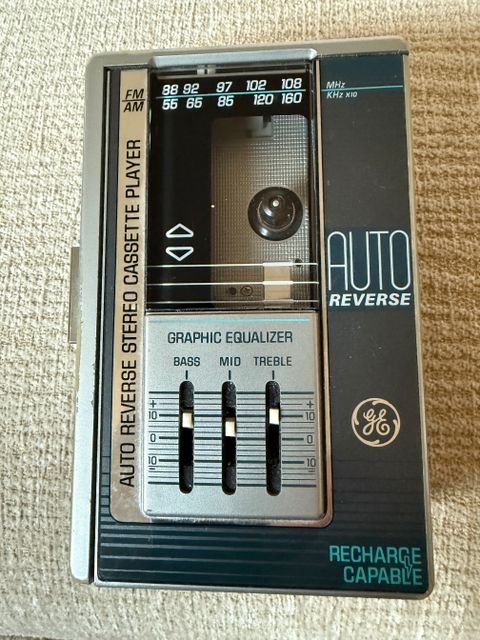 FM 88 92 97 102 108 MHz
AM 55 65 85 120 160 KHz X10
AUTO REVERSE STEREO CASSETTE PLAYER
AUTO
REVERSE
GRAPHIC EQUALIZER
BASS MID TREBLE
+ +
10 10
0 0
10 10
− −
GE
RECHARGE
CAPABLE